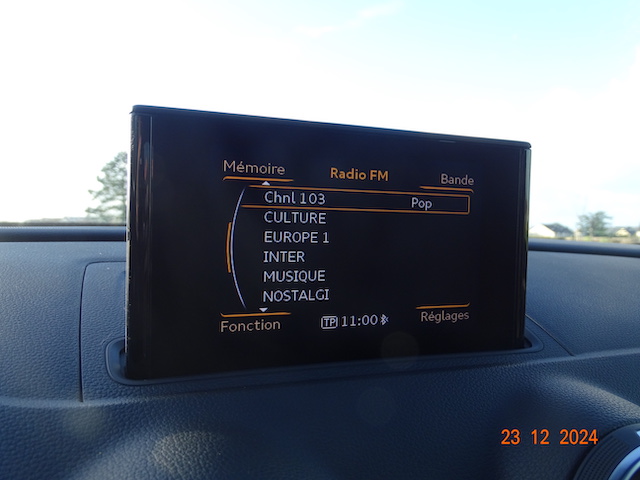 Mémoire Radio FM Bande
Chnl 103 Pop
CULTURE
EUROPE 1
INTER
MUSIQUE
NOSTALGI
Fonction TP 11:00 Réglages
23 12 2024